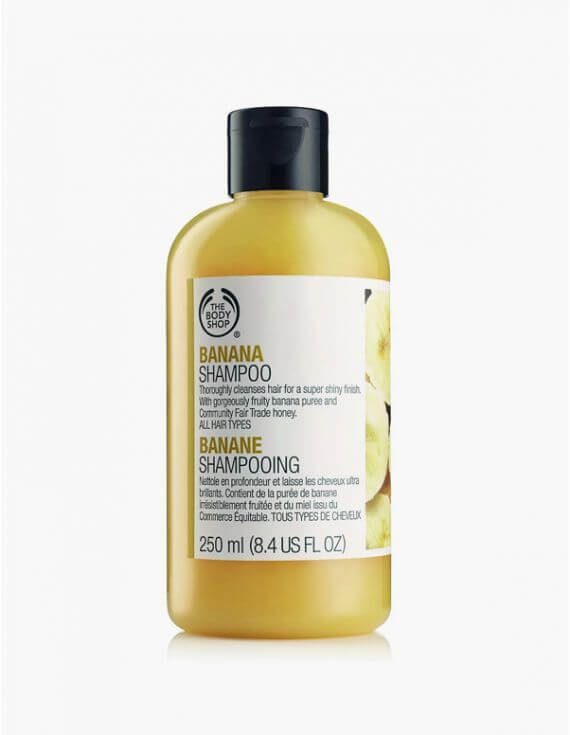 THE
BODY
SHOP
®
BANANA
SHAMPOO
Thoroughly cleanses hair for a super shiny finish.
With gorgeously fruity banana puree and
Community Fair Trade honey.
ALL HAIR TYPES
BANANE
SHAMPOOING
Nettoie en profondeur et laisse les cheveux ultra
brillants. Contient de la purée de banane
irrésistiblement fruitée et du miel issu du
Commerce Équitable. TOUS TYPES DE CHEVEUX
250 ml (8.4 US FL OZ)